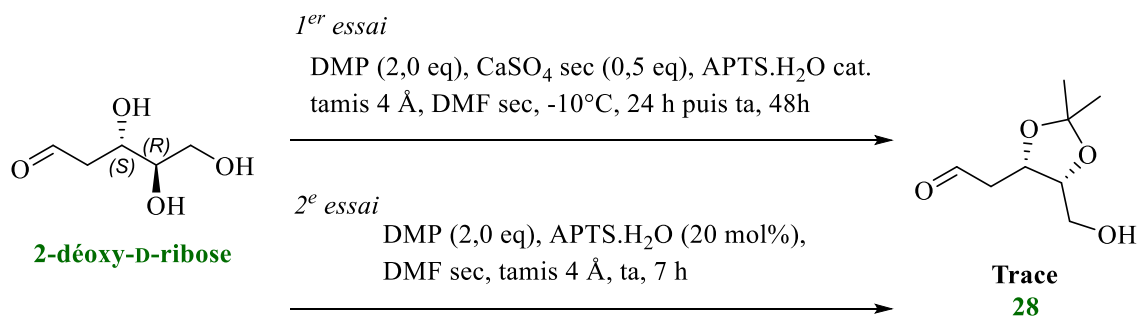 1er essai
DMP (2,0 eq), CaSO4 sec (0,5 eq), APTS.H2O cat.
tamis 4 Å, DMF sec, -10°C, 24 h puis ta, 48h
OH
(R)
(S)
O
OH
OH
2-déoxy-D-ribose
2e essai
DMP (2,0 eq), APTS.H2O (20 mol%),
DMF sec, tamis 4 Å, ta, 7 h
O
O
O
OH
Trace
28